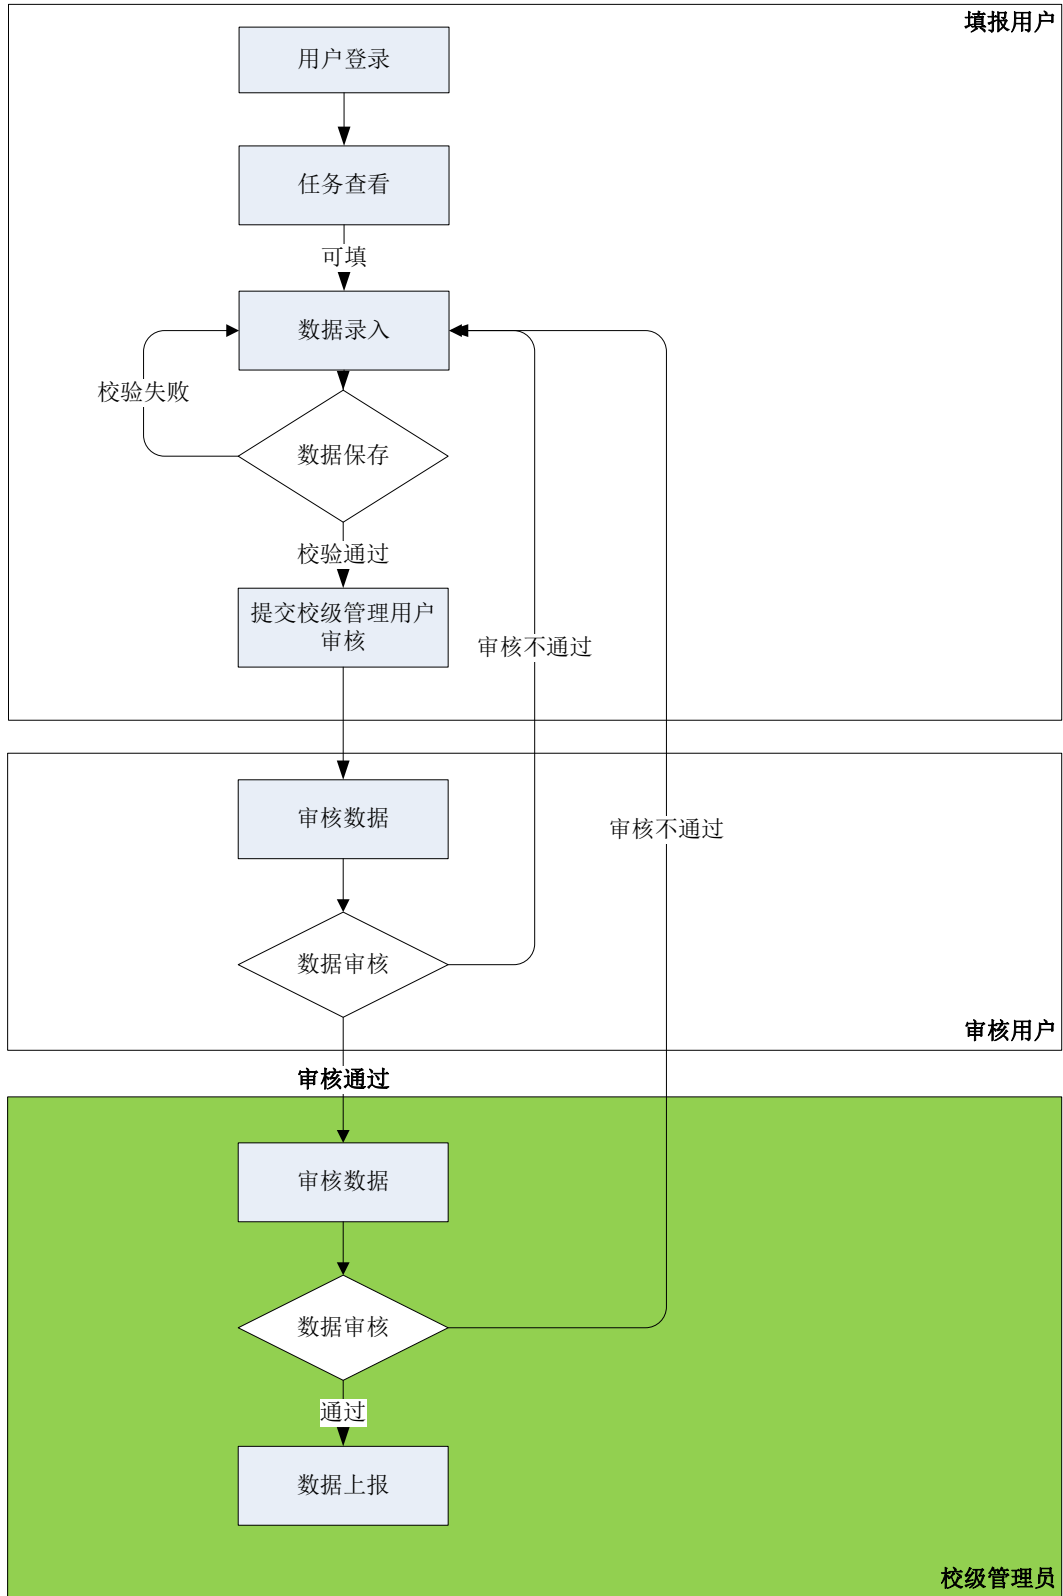 填报用户
用户登录
任务查看
可填
数据录入
校验失败
数据保存
校验通过
提交校级管理用户
审核
审核不通过
审核数据
审核不通过
数据审核
审核用户
审核通过
审核数据
数据审核
通过
数据上报
校级管理员